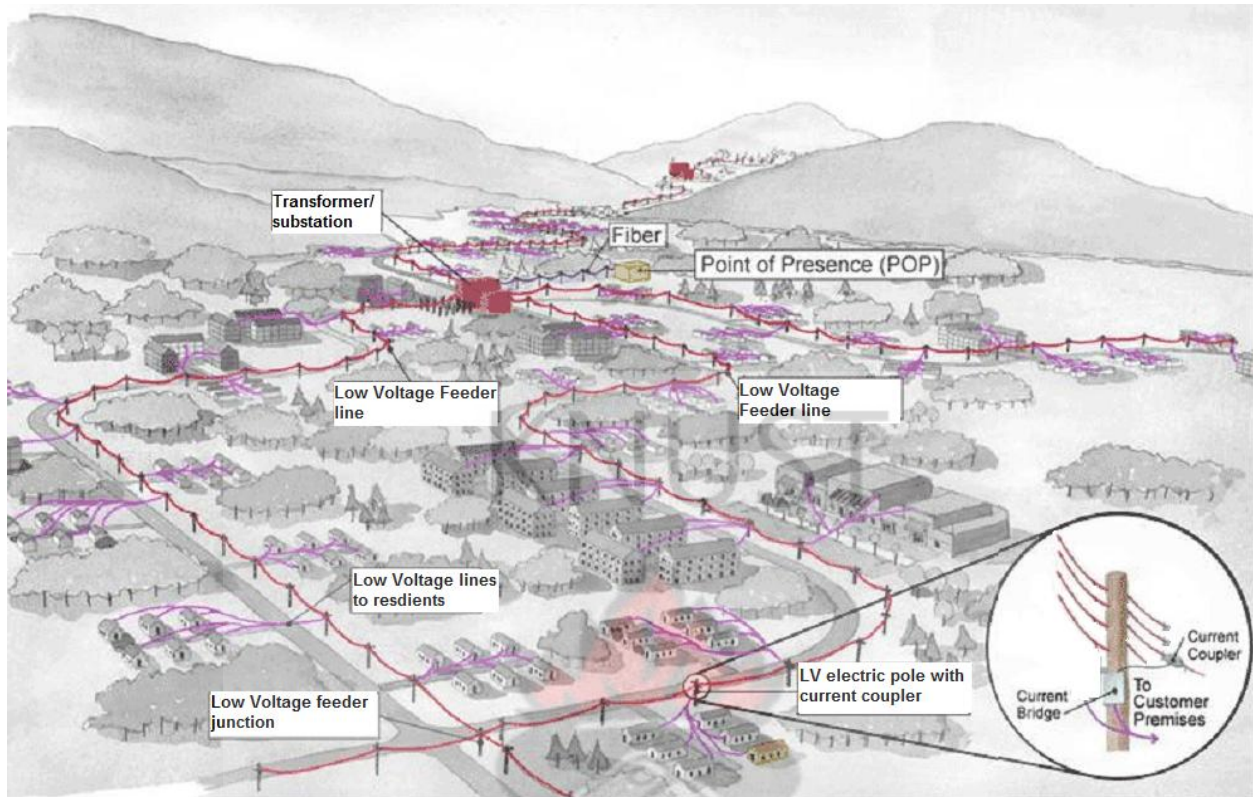 Transformer/
substation
Fiber
Point of Presence (POP)
Low Voltage Feeder
line
Low Voltage
Feeder line
KNUST
Low Voltage lines
to resdients
Low Voltage feeder
junction
LV electric pole with
current coupler
Current
Coupler
Current
Bridge
To
Customer
Premises